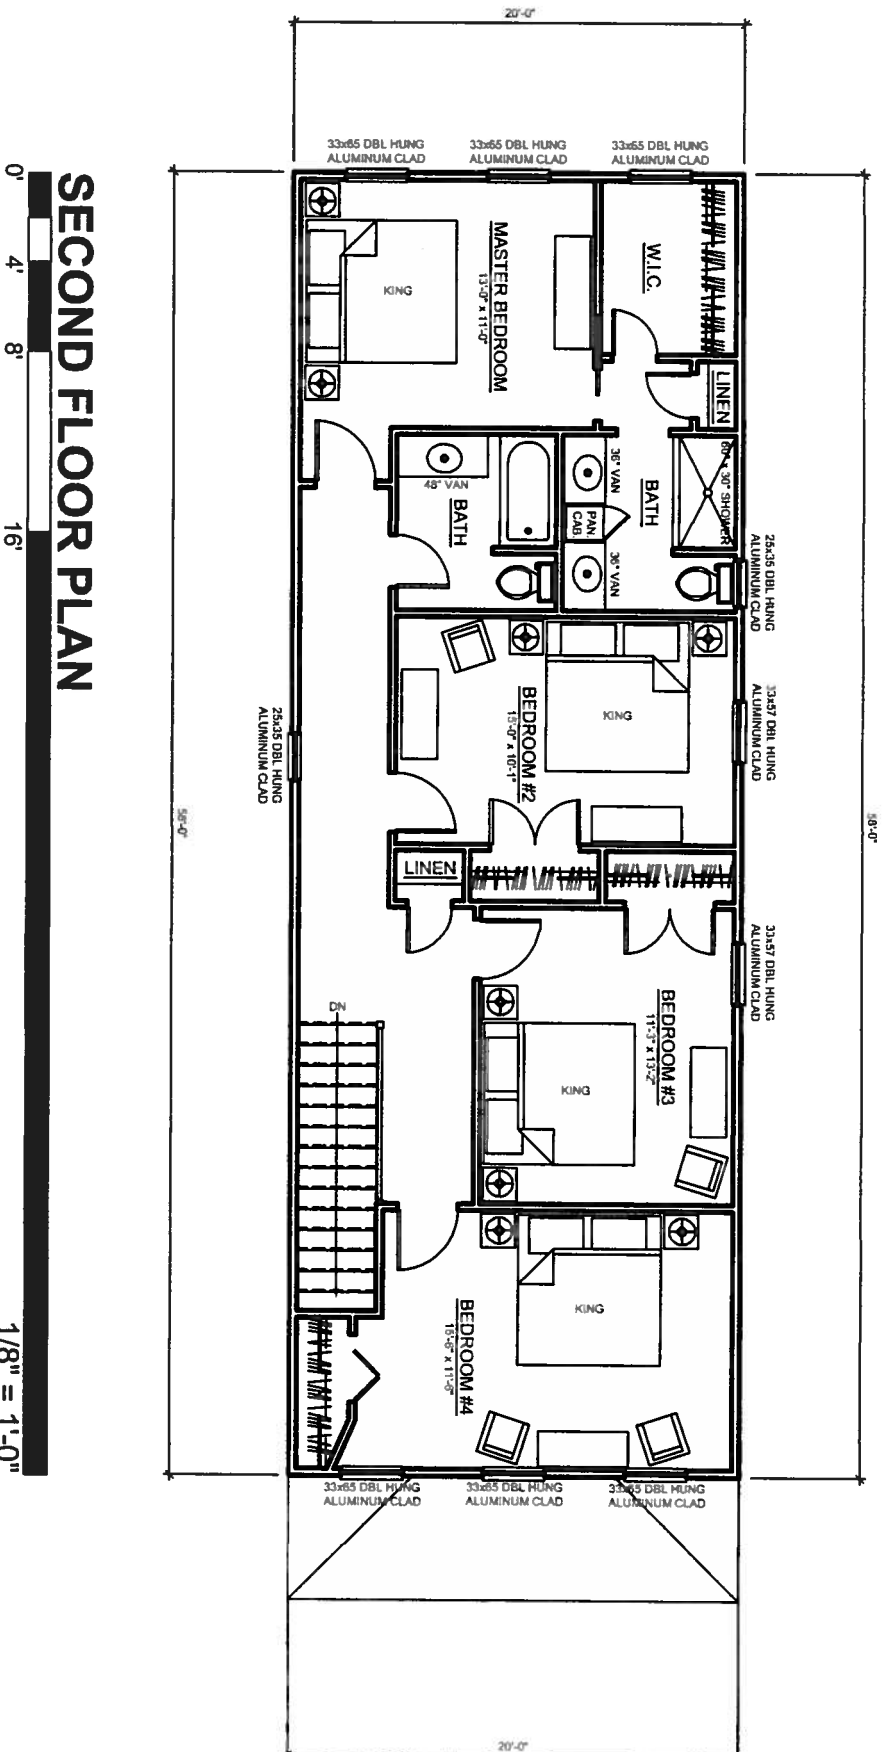 20'-0"
33x65 DBL HUNG
ALUMINUM CLAD
33x65 DBL HUNG
ALUMINUM CLAD
33x65 DBL HUNG
ALUMINUM CLAD
MASTER BEDROOM
13'-0" x 11'-0"
KING
W.I.C.
LINEN
60" x 30" SHOWER
BATH
36" VAN
PAN.
CAB.
36" VAN
48" VAN
BATH
25x35 DBL HUNG
ALUMINUM CLAD
33x57 DBL HUNG
ALUMINUM CLAD
KING
BEDROOM #2
15'-0" x 10'-1"
25x35 DBL HUNG
ALUMINUM CLAD
58'-0"
58'-0"
LINEN
33x57 DBL HUNG
ALUMINUM CLAD
DN
BEDROOM #3
11'-3" x 13'-2"
KING
KING
BEDROOM #4
15'-6" x 11'-6"
33x65 DBL HUNG
ALUMINUM CLAD
33x65 DBL HUNG
ALUMINUM CLAD
33x65 DBL HUNG
ALUMINUM CLAD
20'-0"
SECOND FLOOR PLAN
0' 4' 8' 16'
1/8" = 1'-0"